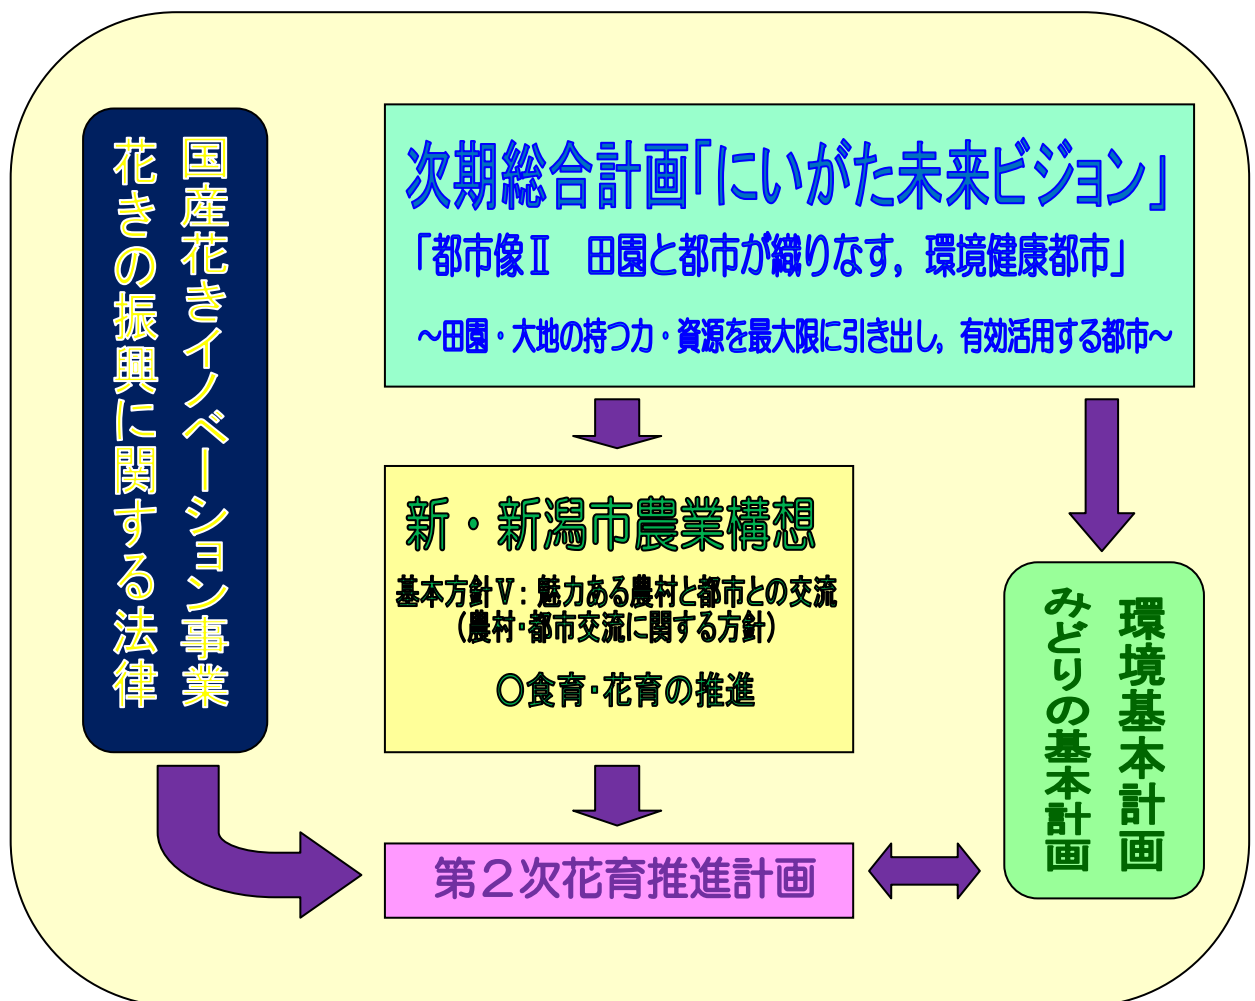 国産花きイノベーション事業
花きの振興に関する法律
次期総合計画「にいがた未来ビジョン」
「都市像Ⅱ　田園と都市が織りなす，環境健康都市」
～田園・大地の持つ力・資源を最大限に引き出し，有効活用する都市～
新・新潟市農業構想
基本方針Ⅴ：魅力ある農村と都市との交流
（農村・都市交流に関する方針）
○食育・花育の推進
環境基本計画
みどりの基本計画
第２次花育推進計画